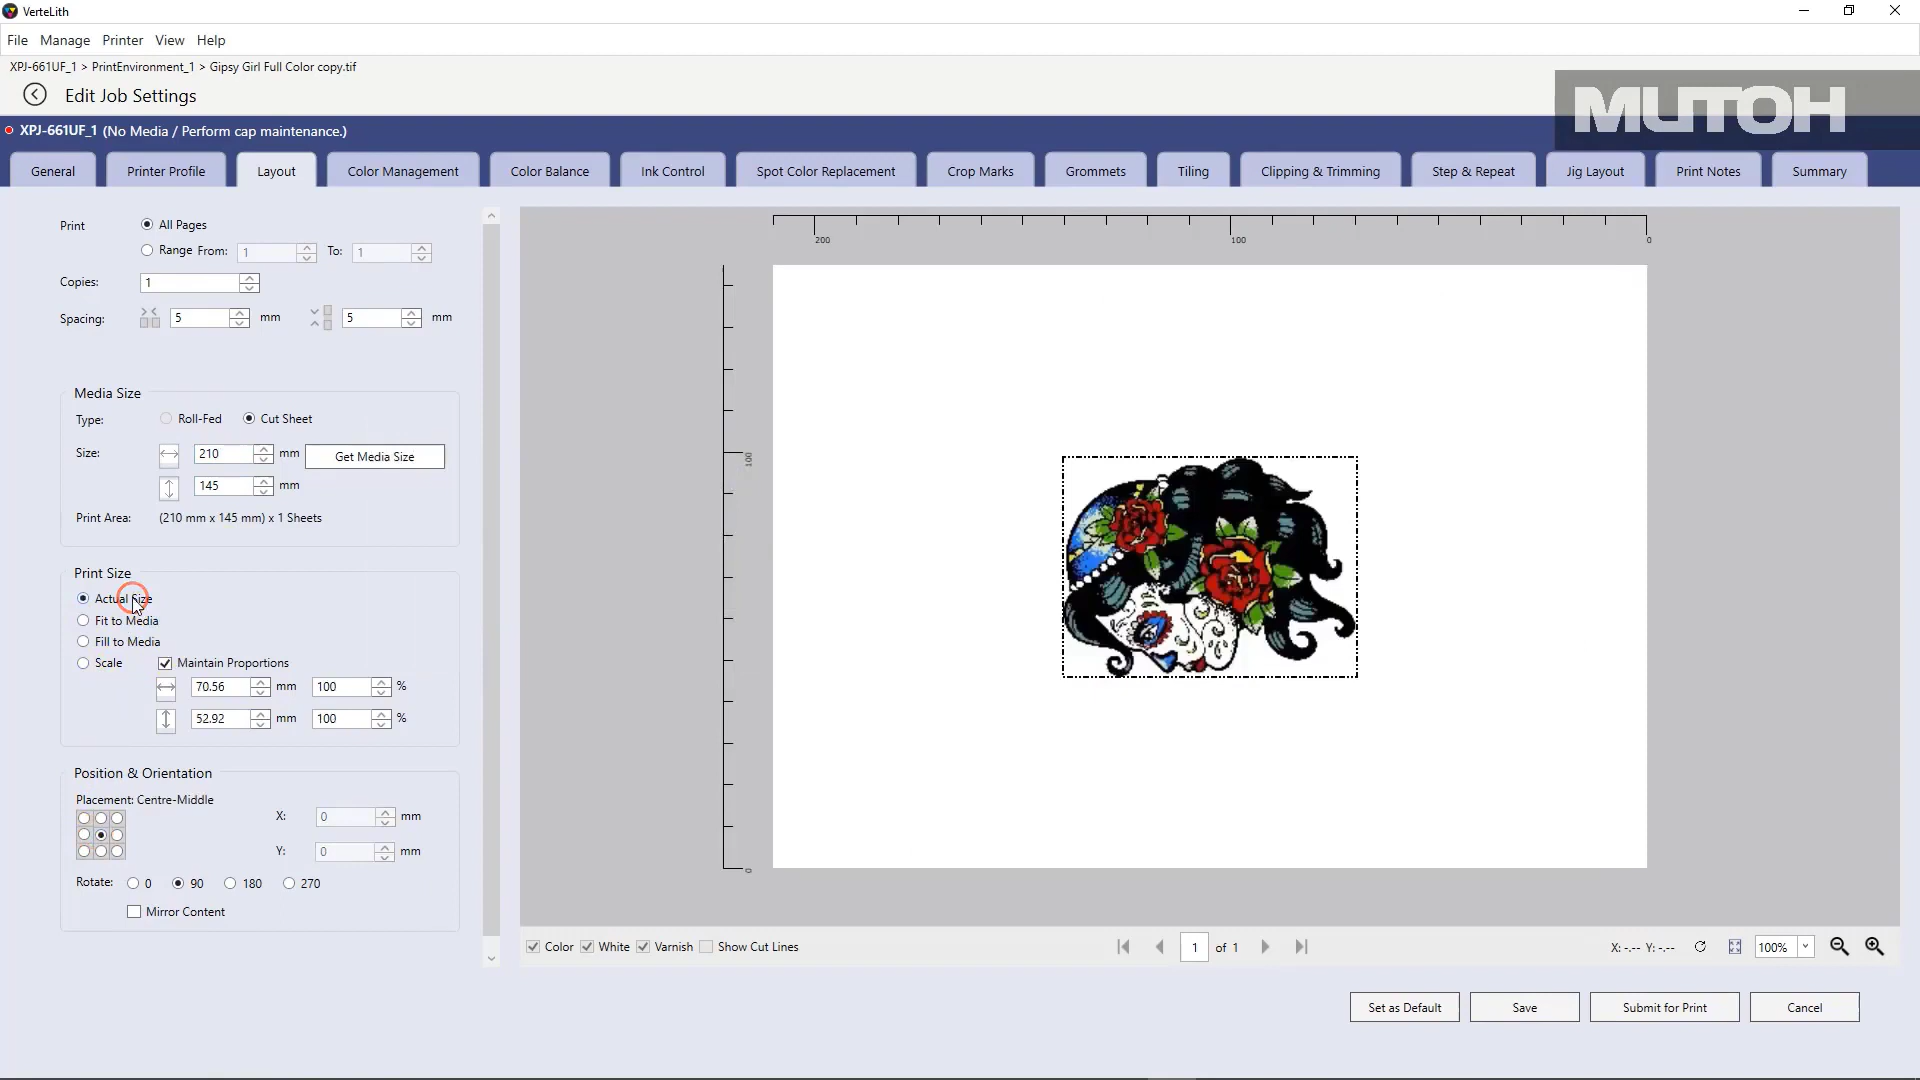 VerteLith
File Manage Printer View Help
XPJ-661UF_1 > PrintEnvironment_1 > Gipsy Girl Full Color copy.tif
Edit Job Settings
MUTOH
XPJ-661UF_1 (No Media / Perform cap maintenance.)
General Printer Profile Layout Color Management Color Balance Ink Control Spot Color Replacement Crop Marks Grommets Tiling Clipping & Trimming Step & Repeat Jig Layout Print Notes Summary
Print All Pages
Range From: 1 To: 1
Copies: 1
Spacing: 5 mm 5 mm
Media Size
Type: Roll-Fed Cut Sheet
Size: 210 mm Get Media Size
145 mm
Print Area: (210 mm x 145 mm) x 1 Sheets
Print Size
Actual Size
Fit to Media
Fill to Media
Scale Maintain Proportions
70.56 mm 100 %
52.92 mm 100 %
Position & Orientation
Placement: Centre-Middle
X: 0 mm
Y: 0 mm
Rotate: 0 90 180 270
Mirror Content
200 100 0
100
0
Color White Varnish Show Cut Lines
1 of 1
X: -.-- Y: -.--
100%
Set as Default Save Submit for Print Cancel